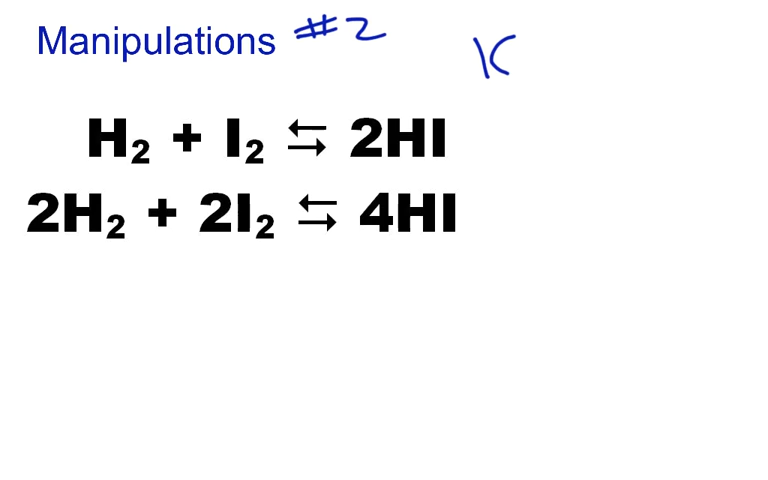 Manipulations #2
K
H₂ + I₂ ⇆ 2HI
2H₂ + 2I₂ ⇆ 4HI